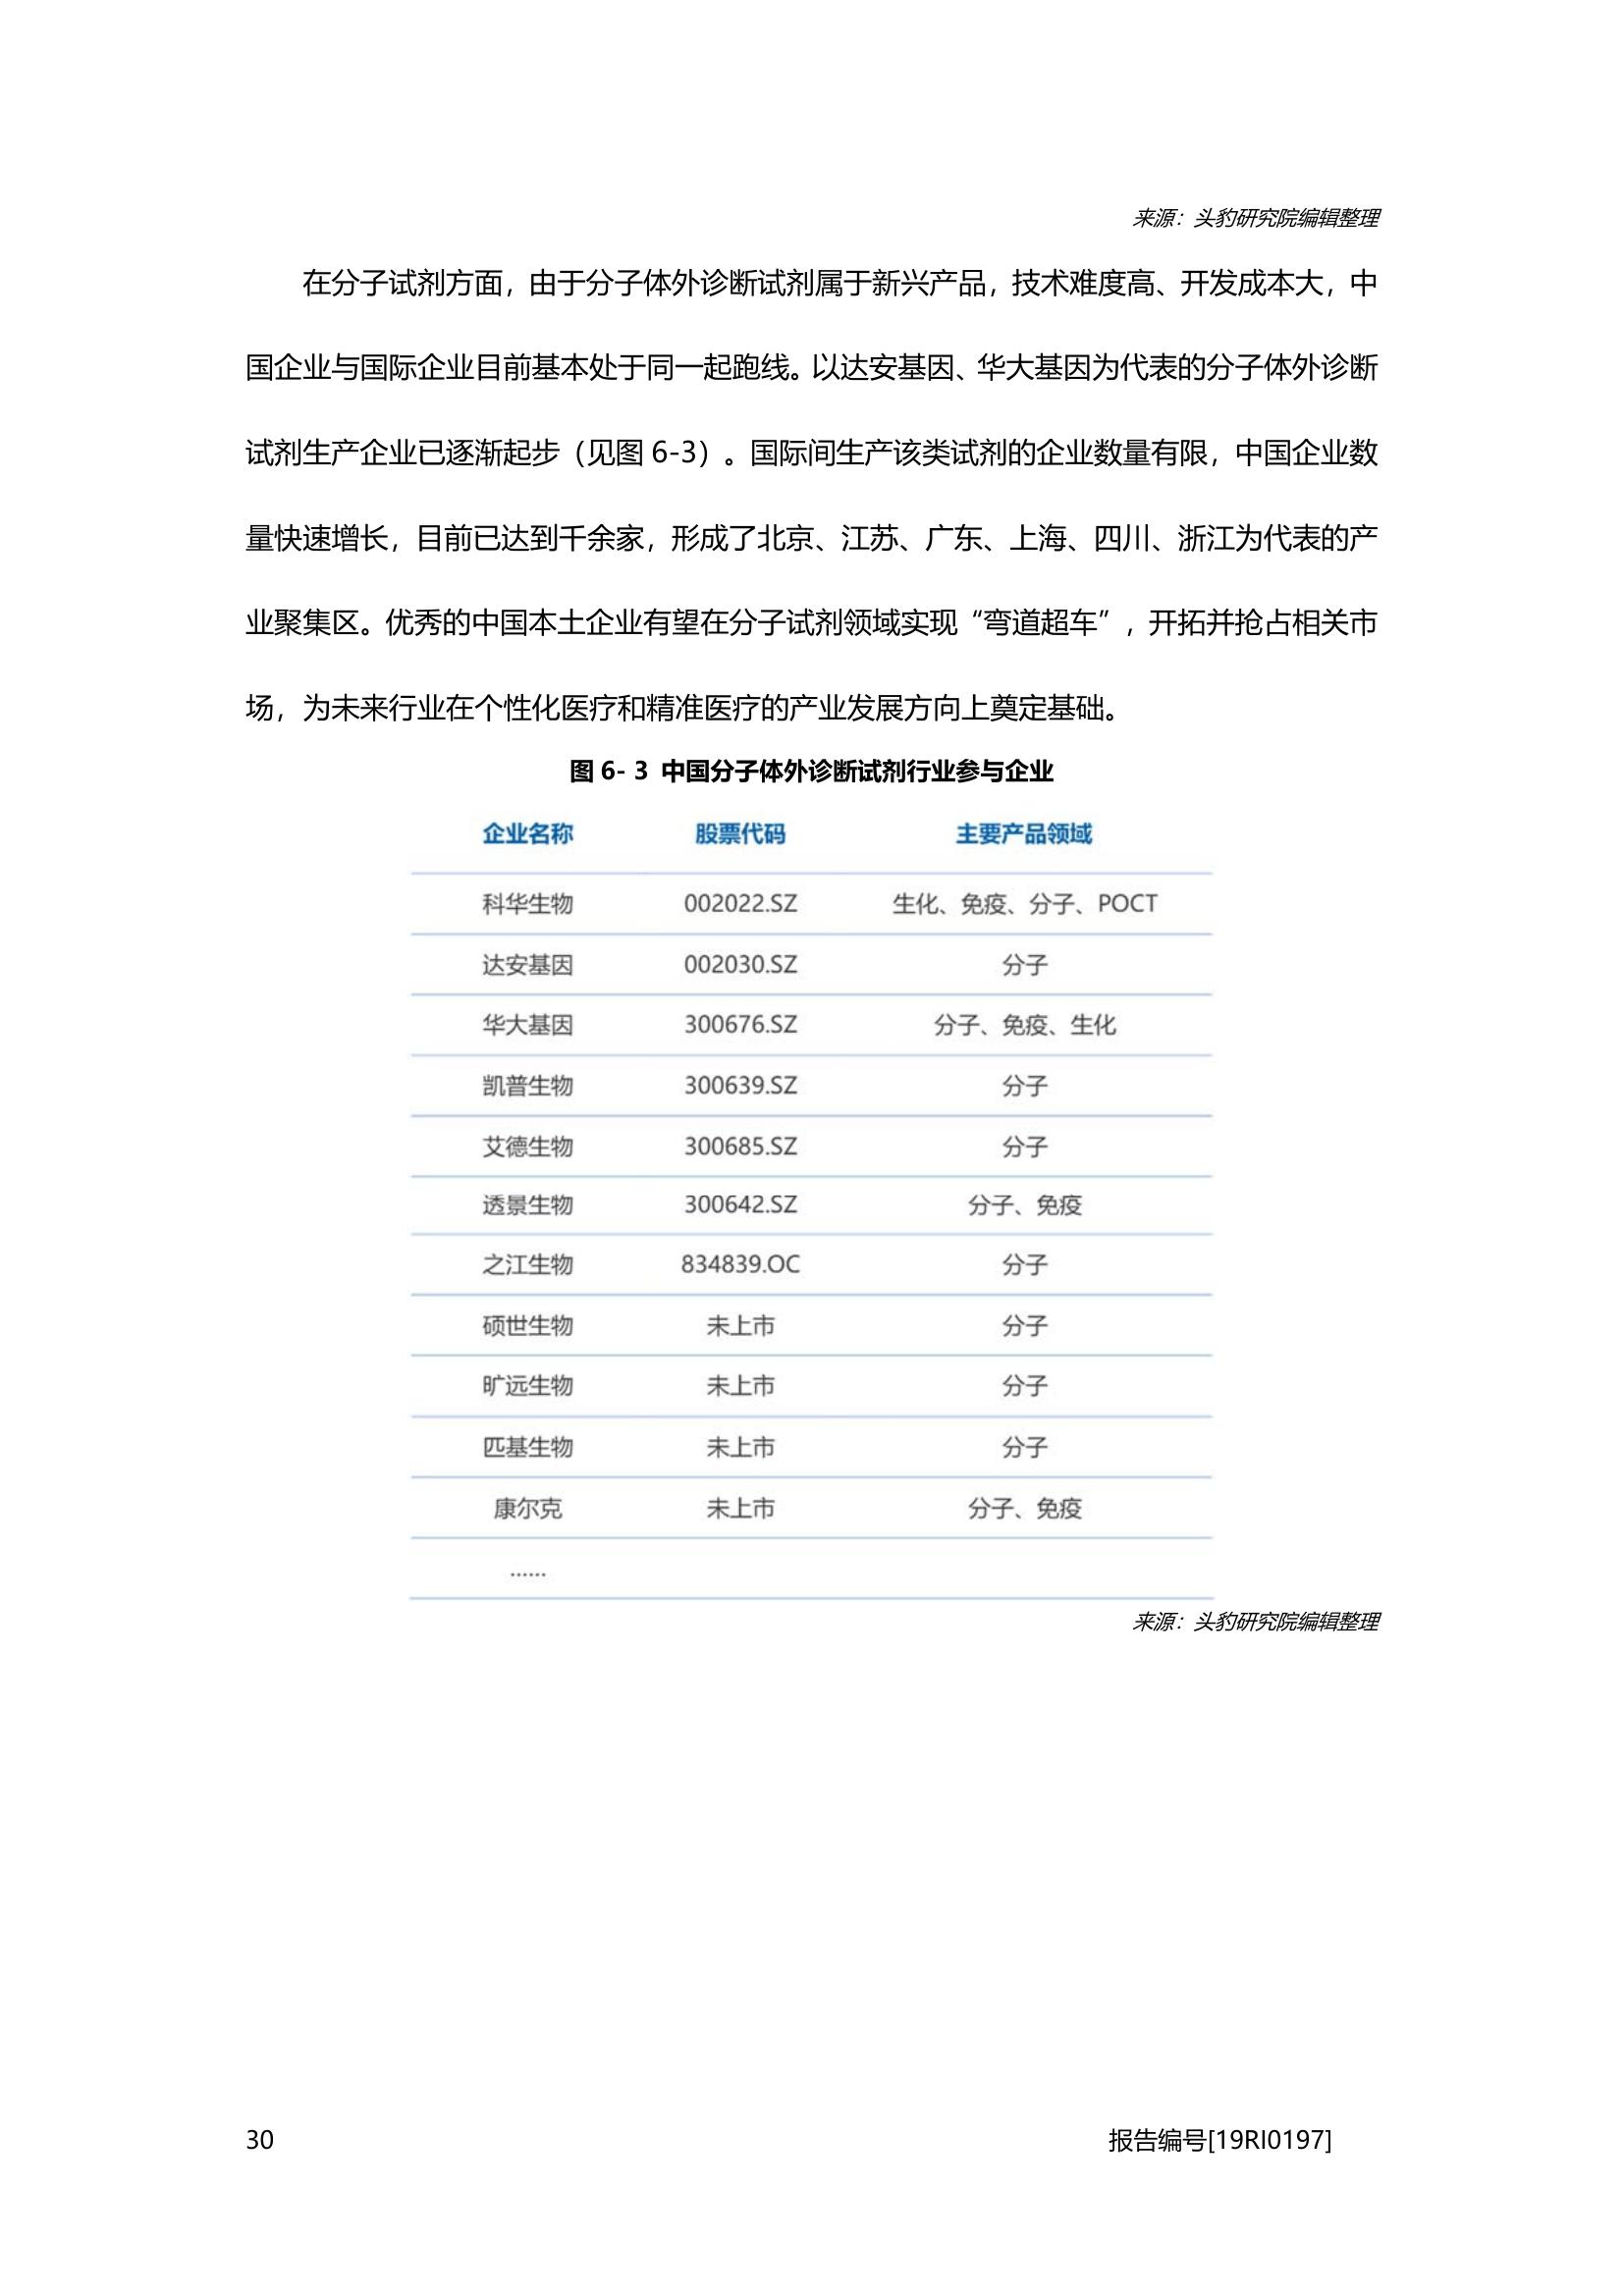 来源：头豹研究院编辑整理
在分子试剂方面，由于分子体外诊断试剂属于新兴产品，技术难度高、开发成本大，中
国企业与国际企业目前基本处于同一起跑线。以达安基因、华大基因为代表的分子体外诊断
试剂生产企业已逐渐起步（见图 6-3）。国际间生产该类试剂的企业数量有限，中国企业数
量快速增长，目前已达到千余家，形成了北京、江苏、广东、上海、四川、浙江为代表的产
业聚集区。优秀的中国本土企业有望在分子试剂领域实现“弯道超车”，开拓并抢占相关市
场，为未来行业在个性化医疗和精准医疗的产业发展方向上奠定基础。
图 6- 3 中国分子体外诊断试剂行业参与企业
企业名称 股票代码 主要产品领域
科华生物 002022.SZ 生化、免疫、分子、POCT
达安基因 002030.SZ 分子
华大基因 300676.SZ 分子、免疫、生化
凯普生物 300639.SZ 分子
艾德生物 300685.SZ 分子
透景生物 300642.SZ 分子、免疫
之江生物 834839.OC 分子
硕世生物 未上市 分子
旷远生物 未上市 分子
匹基生物 未上市 分子
康尔克 未上市 分子、免疫
……
来源：头豹研究院编辑整理
30 报告编号[19RI0197]